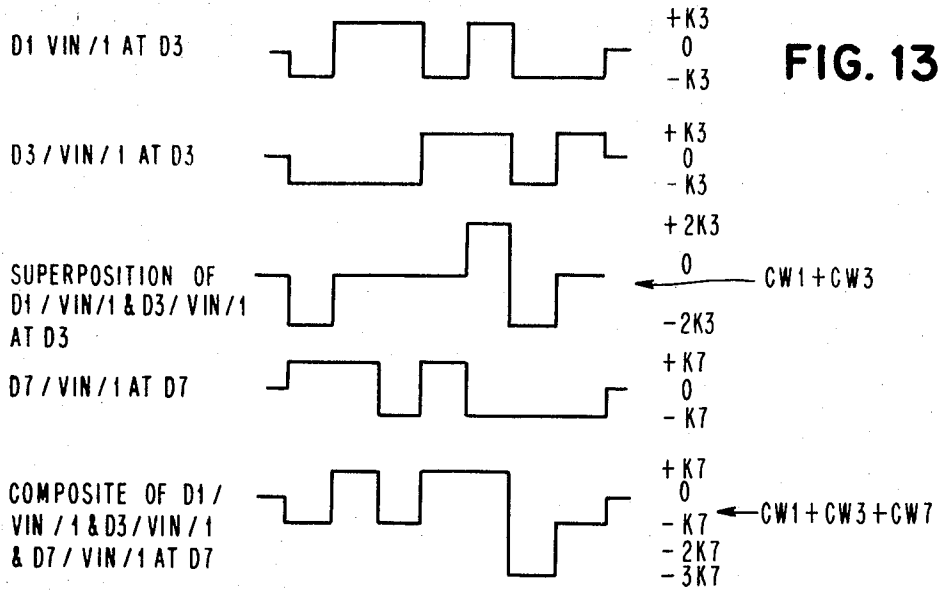 D1 VIN/1 AT D3
+K3
0
-K3
FIG. 13
D3/VIN/1 AT D3
+K3
0
-K3
SUPERPOSITION OF
D1/VIN/1 & D3/VIN/1
AT D3
+2K3
0
-2K3
CW1+CW3
D7/VIN/1 AT D7
+K7
0
-K7
COMPOSITE OF D1/
VIN/1 & D3/VIN/1
& D7/VIN/1 AT D7
+K7
0
-K7
-2K7
-3K7
CW1+CW3+CW7